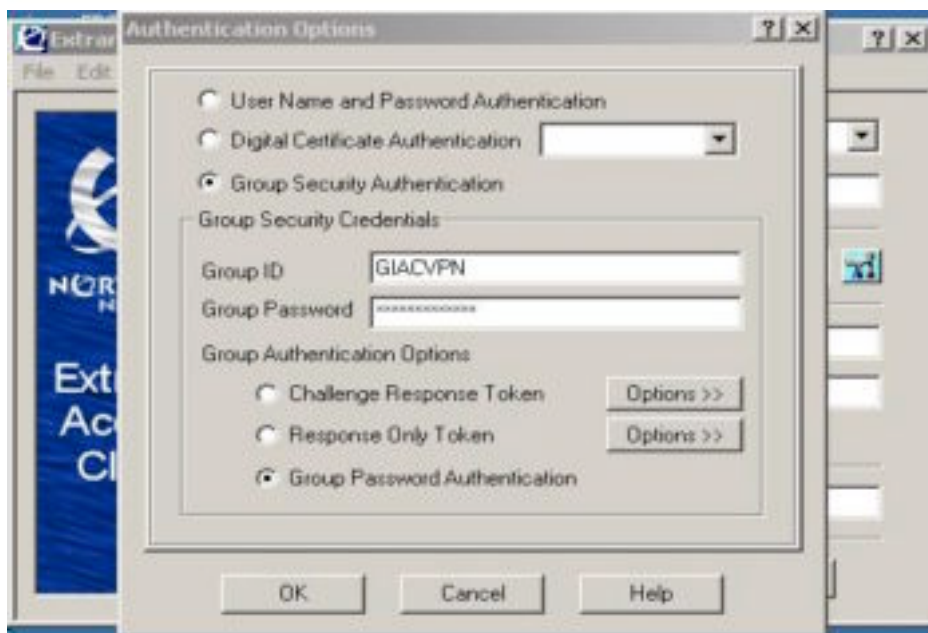 Extra
Authentication Options
File Edit
User Name and Password Authentication
Digital Certificate Authentication
Group Security Authentication
Group Security Credentials
Group ID
GIACVPN
Group Password
NOR
N
Group Authentication Options
Challenge Response Token
Options >>
Response Only Token
Options >>
Group Password Authentication
Ext
Ac
Cl
OK
Cancel
Help